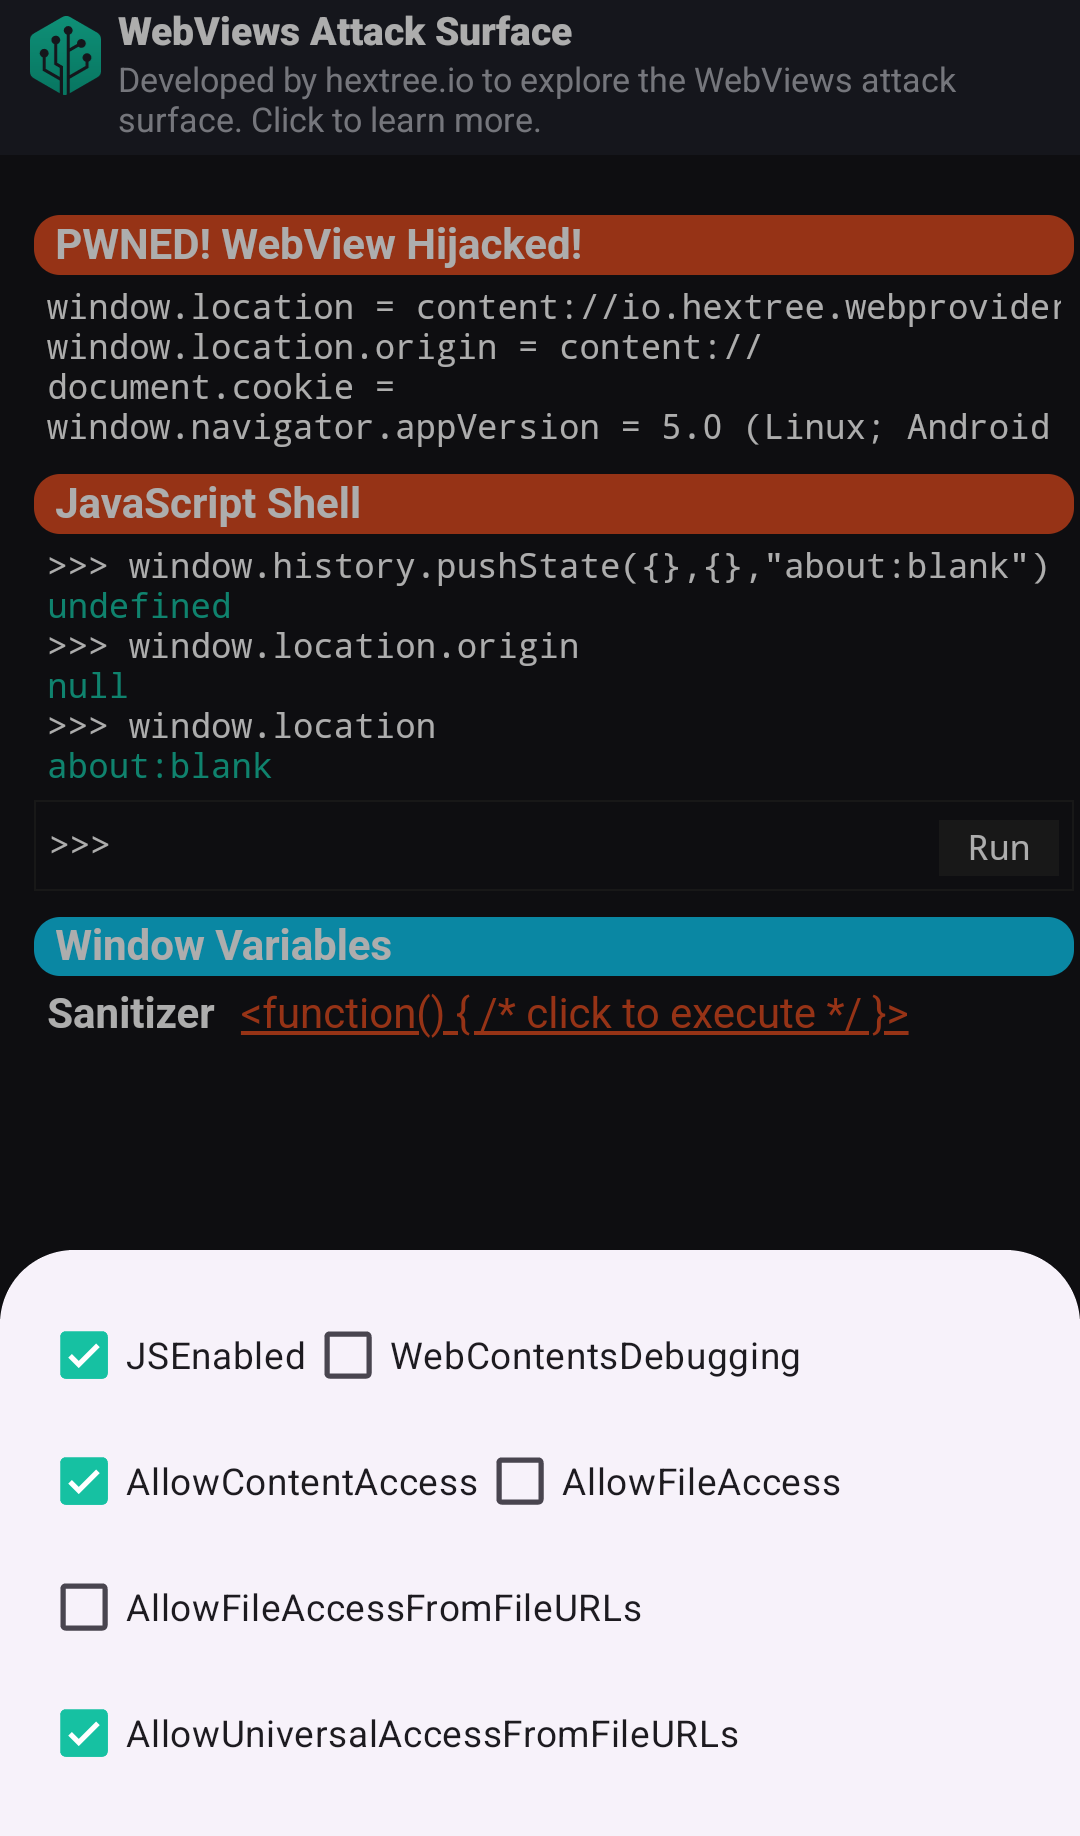 WebViews Attack Surface
Developed by hextree.io to explore the WebViews attack
surface. Click to learn more.
PWNED! WebView Hijacked!
window.location = content://io.hextree.webprovider
window.location.origin = content://
document.cookie =
window.navigator.appVersion = 5.0 (Linux; Android
JavaScript Shell
>>> window.history.pushState({},{},"about:blank")
undefined
>>> window.location.origin
null
>>> window.location
about:blank
>>> Run
Window Variables
Sanitizer <function() { /* click to execute */ }>
JSEnabled WebContentsDebugging
AllowContentAccess AllowFileAccess
AllowFileAccessFromFileURLs
AllowUniversalAccessFromFileURLs